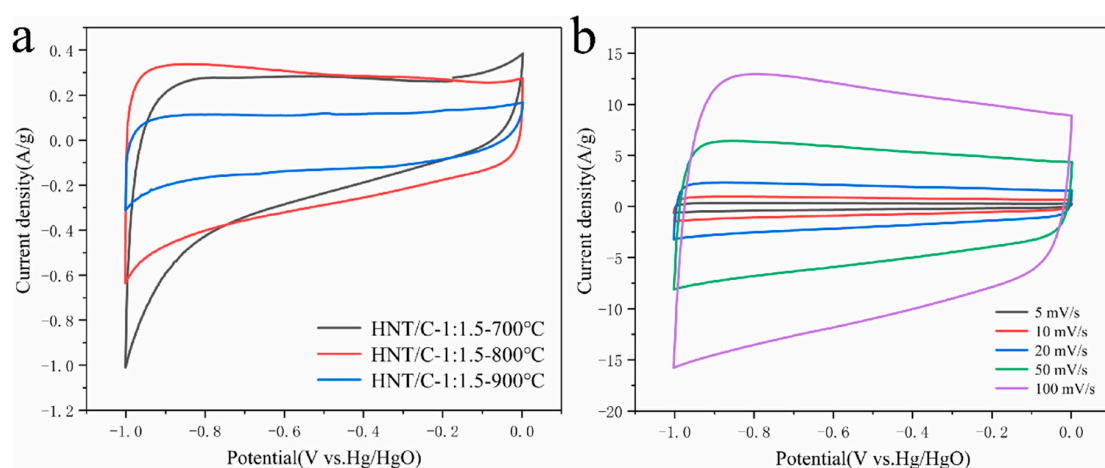 a
0.4
0.2
0.0
-0.2
-0.4
-0.6
-0.8
-1.0
-1.2
Current density(A/g)
HNT/C-1:1.5-700℃
HNT/C-1:1.5-800℃
HNT/C-1:1.5-900℃
-1.0 -0.8 -0.6 -0.4 -0.2 0.0
Potential(V vs.Hg/HgO)
b
15
10
5
0
-5
-10
-15
-20
Current density(A/g)
5 mV/s
10 mV/s
20 mV/s
50 mV/s
100 mV/s
-1.0 -0.8 -0.6 -0.4 -0.2 0.0
Potential(V vs.Hg/HgO)